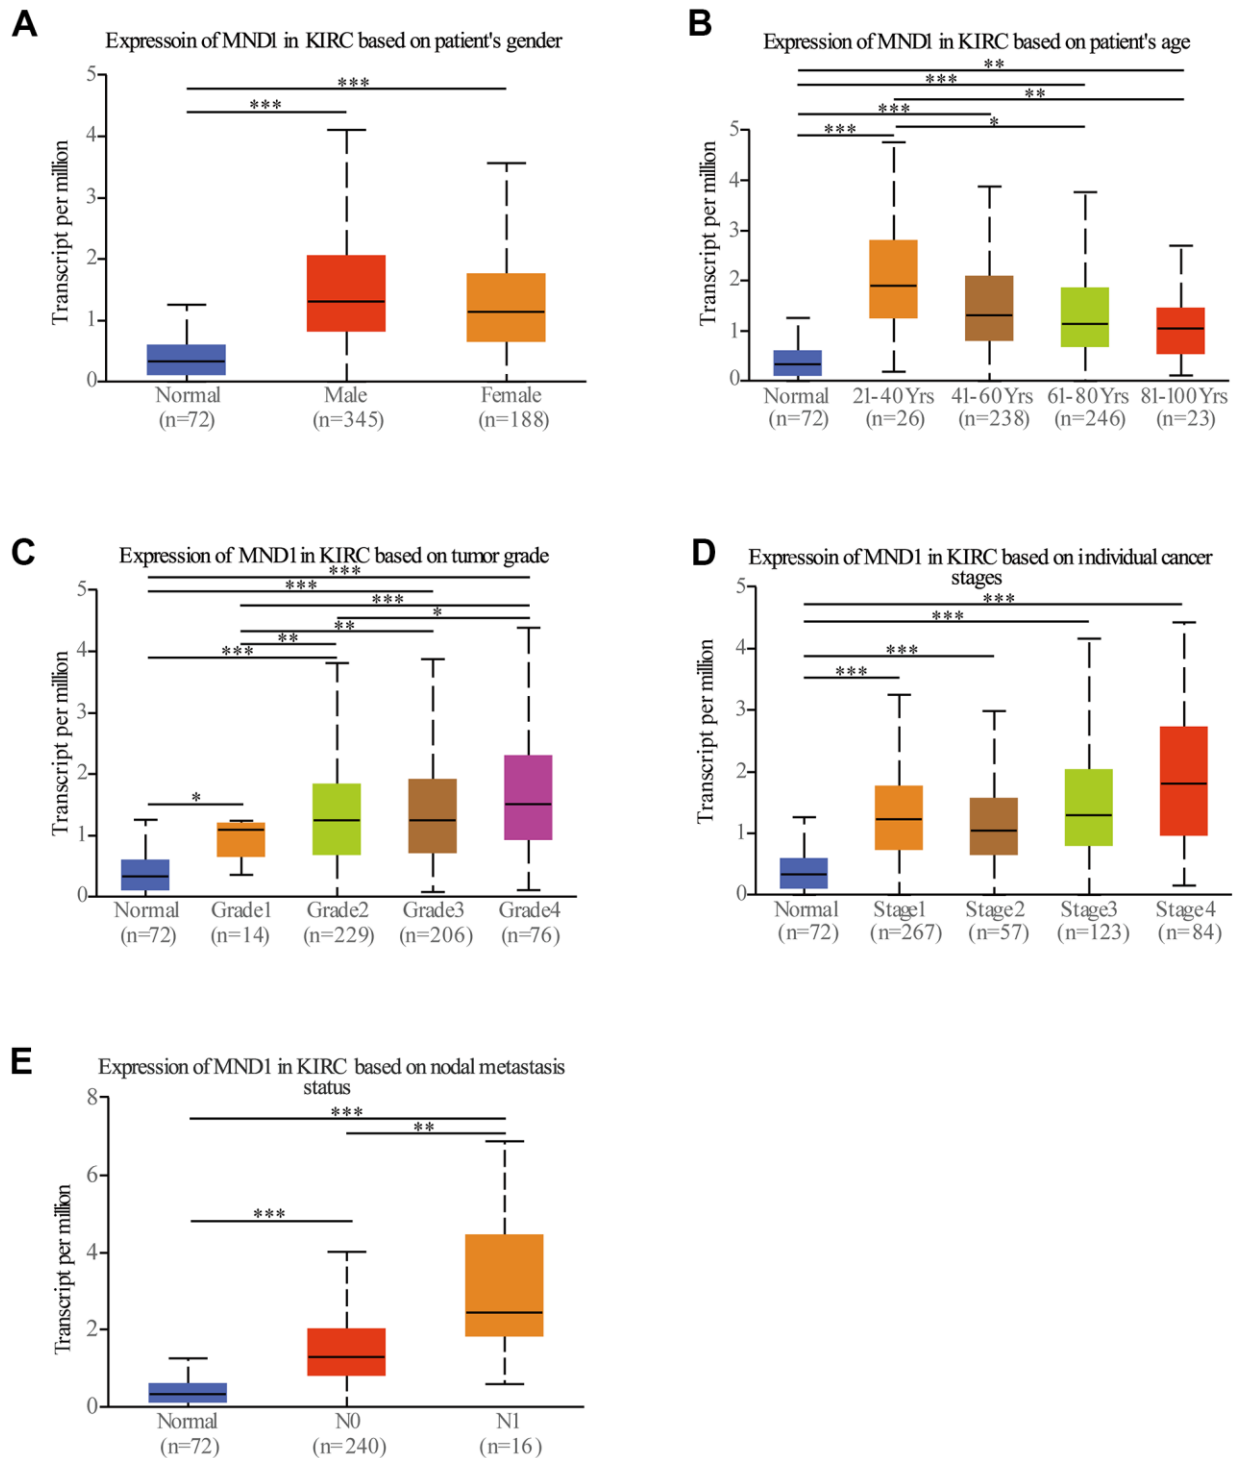 A
Expressoin of MND1 in KIRC based on patient's gender
5
4
3
2
1
0
Transcript per million
***
***
Normal
(n=72)
Male
(n=345)
Female
(n=188)
B
Expression of MND1 in KIRC based on patient's age
5
4
3
2
1
0
Transcript per million
**
***
**
***
*
***
Normal
(n=72)
21-40 Yrs
(n=26)
41-60 Yrs
(n=238)
61-80 Yrs
(n=246)
81-100 Yrs
(n=23)
C
Expression of MND1 in KIRC based on tumor grade
5
4
3
2
1
0
Transcript per million
***
***
***
*
**
**
***
*
Normal
(n=72)
Grade1
(n=14)
Grade2
(n=229)
Grade3
(n=206)
Grade4
(n=76)
D
Expressoin of MND1 in KIRC based on individual cancer
stages
5
4
3
2
1
0
Transcript per million
***
***
***
***
Normal
(n=72)
Stage1
(n=267)
Stage2
(n=57)
Stage3
(n=123)
Stage4
(n=84)
E
Expression of MND1 in KIRC based on nodal metastasis
status
8
6
4
2
0
Transcript per million
***
**
***
Normal
(n=72)
N0
(n=240)
N1
(n=16)